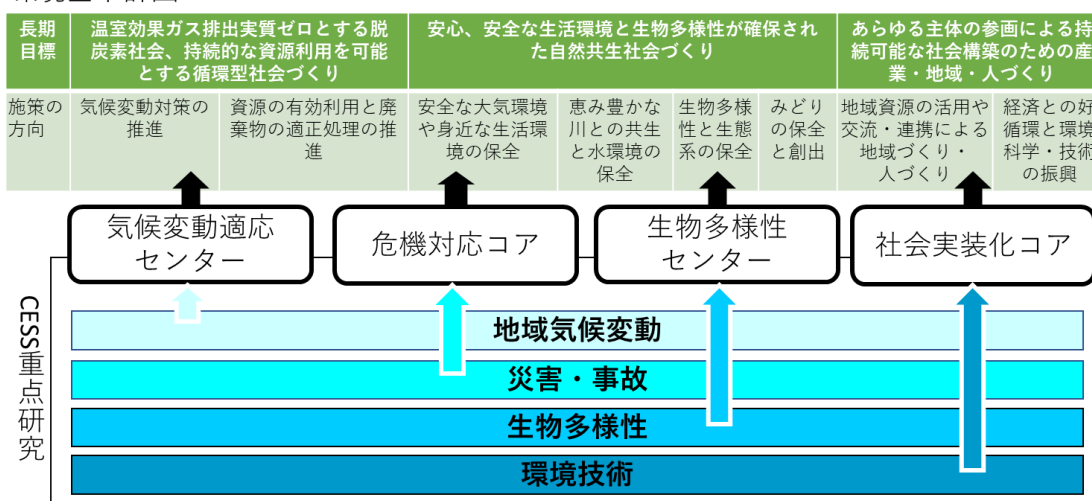 長期
目標
温室効果ガス排出実質ゼロとする脱
炭素社会、持続的な資源利用を可能
とする循環型社会づくり
安心、安全な生活環境と生物多様性が確保され
た自然共生社会づくり
あらゆる主体の参画による持
続可能な社会構築のための産
業・地域・人づくり
施策の
方向
気候変動対策の
推進
資源の有効利用と廃
棄物の適正処理の推
進
安全な大気環境
や身近な生活環
境の保全
恵み豊かな
川との共生
と水環境の
保全
生物多様
性と生態
系の保全
みどり
の保全
と創出
地域資源の活用や
交流・連携による
地域づくり・
人づくり
経済との好
循環と環境
科学・技術
の振興
気候変動適応
センター
危機対応コア
生物多様性
センター
社会実装化コア
CESS重点研究
地域気候変動
災害・事故
生物多様性
環境技術